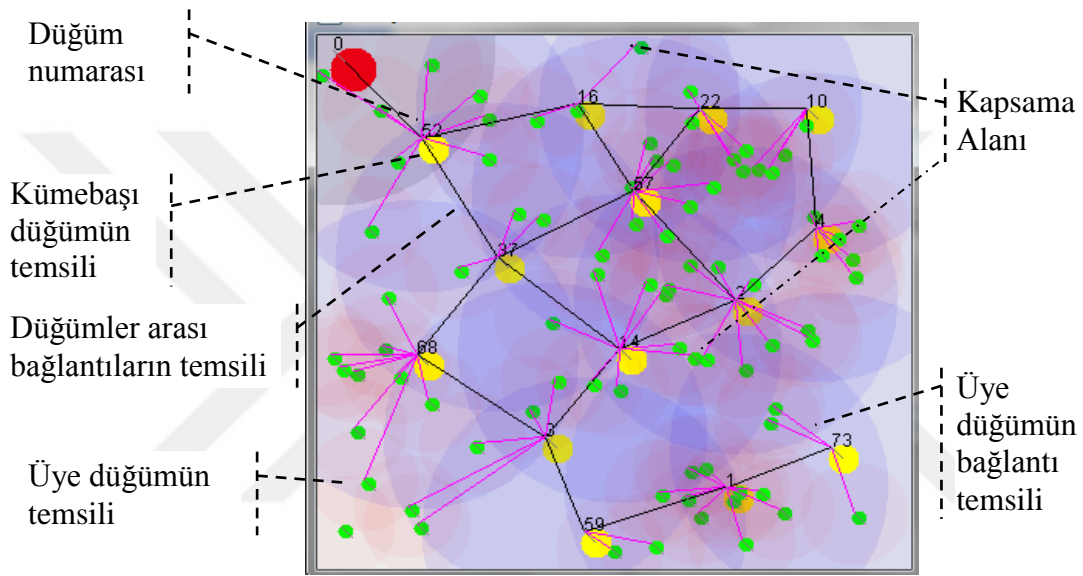 Düğüm
numarası
Kümebaşı
düğümün
temsili
Düğümler arası
bağlantıların temsili
Üye düğümün
temsili
0
52
16
22
10
57
37
4
2
14
68
3
73
1
59
Kapsama
Alanı
Üye
düğümün
bağlantı
temsili